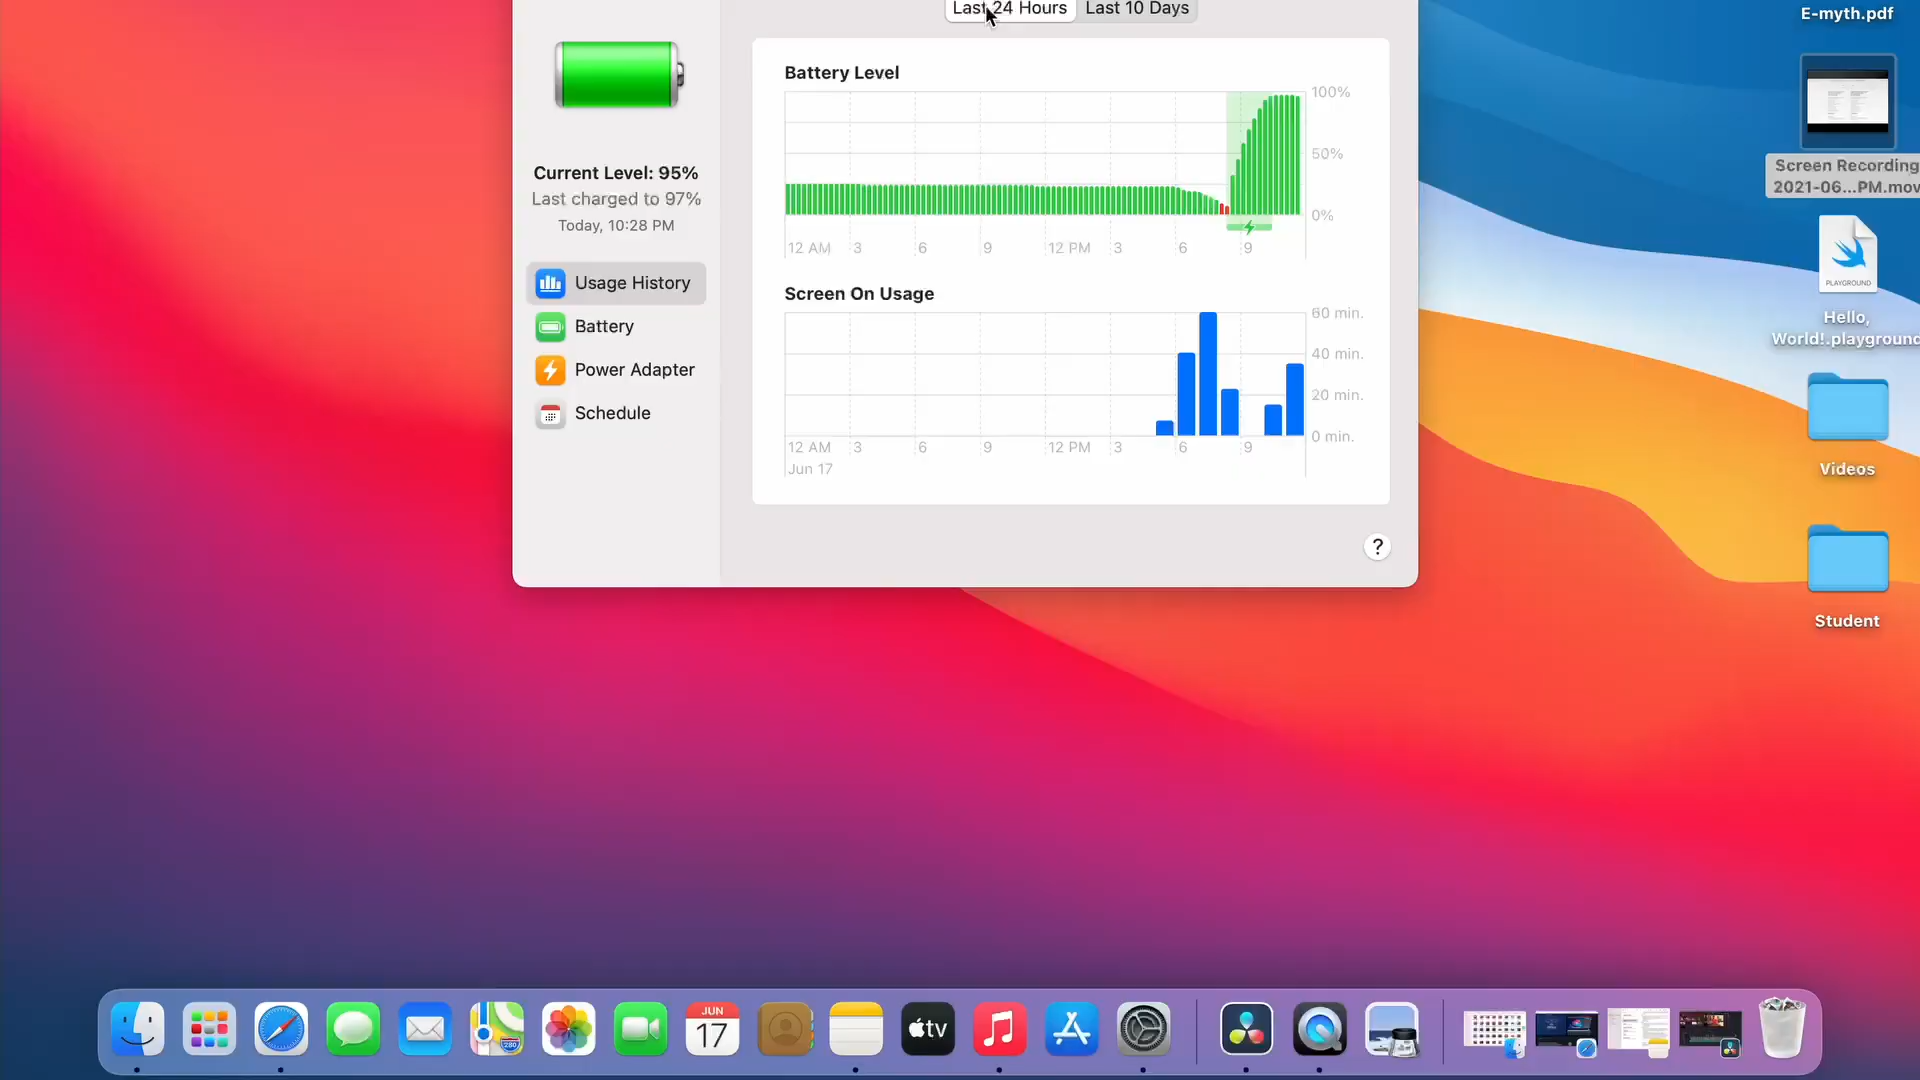 Last 24 Hours
Last 10 Days
Current Level: 95%
Last charged to 97%
Today, 10:28 PM
Usage History
Battery
Power Adapter
Schedule
Battery Level
100%
50%
0%
12 AM 3 6 9 12 PM 3 6 9
Screen On Usage
60 min.
40 min.
20 min.
0 min.
12 AM 3 6 9 12 PM 3 6 9
Jun 17
?
E-myth.pdf
Screen Recording
2021-06...PM.mov
PLAYGROUND
Hello,
World!.playground
Videos
Student
280
JUN
17
tv